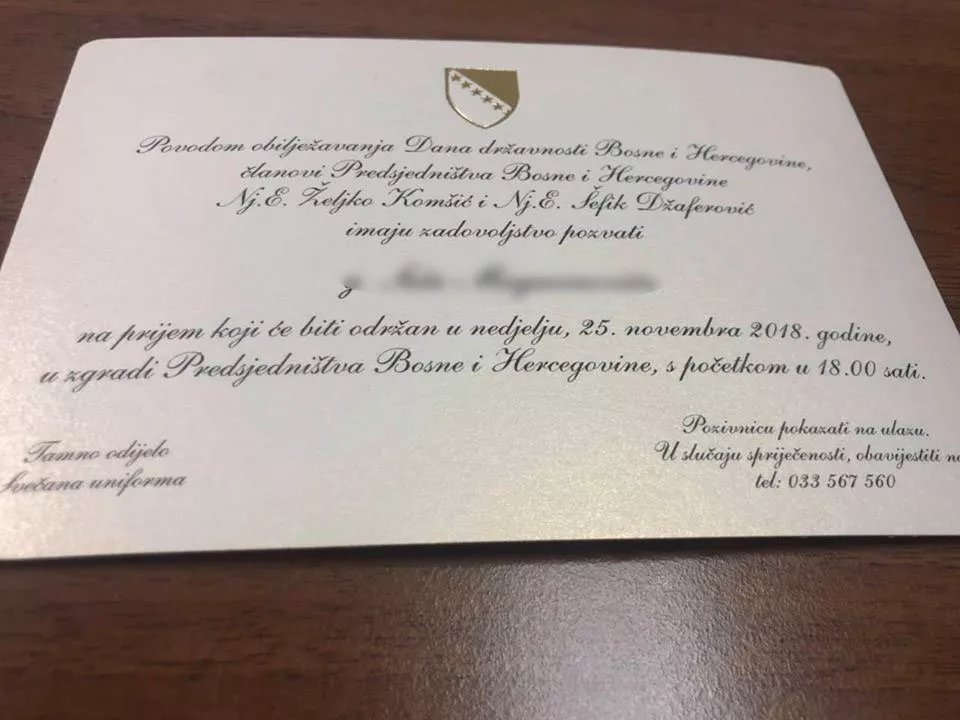 Povodom obilježavanja Dana državnosti Bosne i Hercegovine,
članovi Predsjedništva Bosne i Hercegovine
Nj.E. Željko Komšić i Nj.E. Šefik Džaferović
imaju zadovoljstvo pozvati
na prijem koji će biti održan u nedjelju, 25. novembra 2018. godine,
u zgradi Predsjedništva Bosne i Hercegovine, s početkom u 18.00 sati.
Tamno odijelo
Svečana uniforma
Pozivnicu pokazati na ulazu.
U slučaju spriječenosti, obavijestiti na
tel: 033 567 560